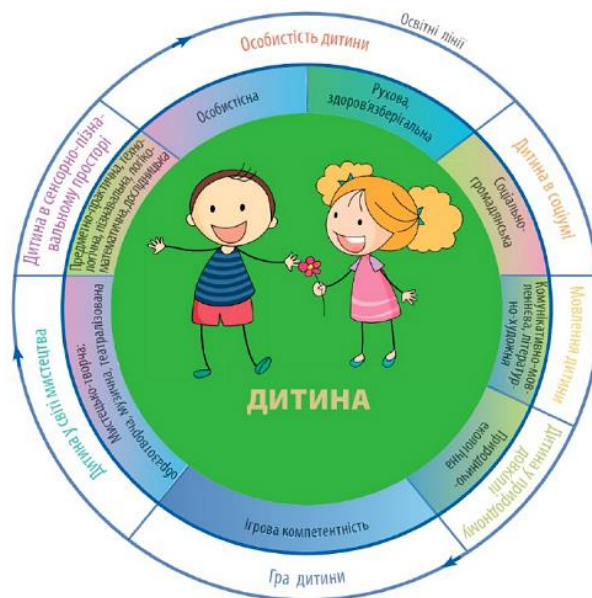 Освітні лінії
Особистість дитини
Дитина в соціумі
Мовлення дитини
Дитина у природному
довкіллі
Гра дитини
Дитина у світі мистецтва
Дитина в сенсорно-пізна-
вальному просторі
Особистісна
Рухова,
здоров'язберігальна
Соціально-
громадянська
Комунікативно-мов-
леннєва, літератур-
но-художня
Природничо-
екологічна
Ігрова компетентність
Мистецько-творча:
образотворча, музична, театралізована
Предметно-практична, техно-
логічна, пізнавальна, логіко-
математична, дослідницька
ДИТИНА